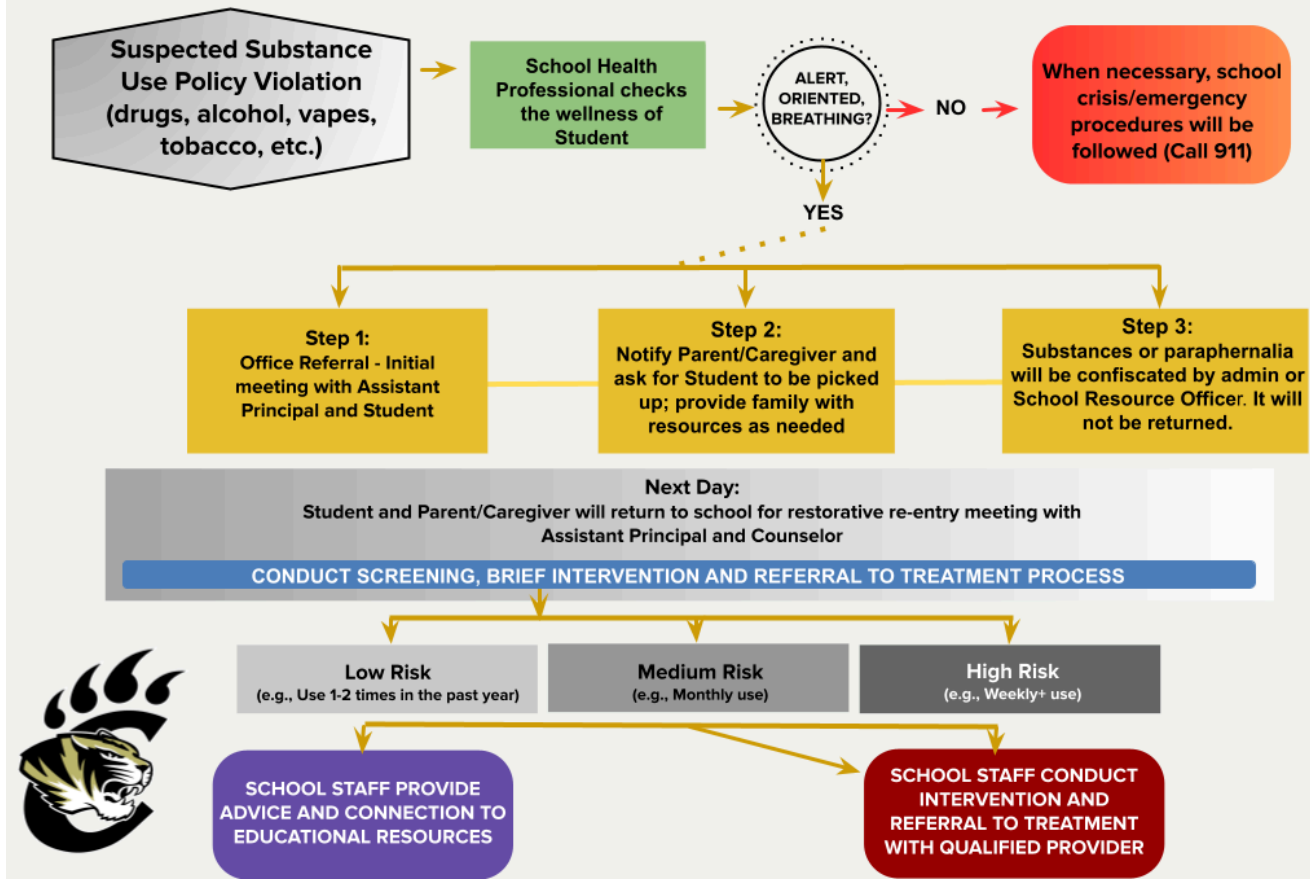 Suspected Substance
Use Policy Violation
(drugs, alcohol, vapes,
tobacco, etc.)
School Health
Professional checks
the wellness of
Student
ALERT,
ORIENTED,
BREATHING?
NO
When necessary, school
crisis/emergency
procedures will be
followed (Call 911)
YES
Step 1:
Office Referral - Initial
meeting with Assistant
Principal and Student
Step 2:
Notify Parent/Caregiver and
ask for Student to be picked
up; provide family with
resources as needed
Step 3:
Substances or paraphernalia
will be confiscated by admin or
School Resource Officer. It will
not be returned.
Next Day:
Student and Parent/Caregiver will return to school for restorative re-entry meeting with
Assistant Principal and Counselor
CONDUCT SCREENING, BRIEF INTERVENTION AND REFERRAL TO TREATMENT PROCESS
Low Risk
(e.g., Use 1-2 times in the past year)
Medium Risk
(e.g., Monthly use)
High Risk
(e.g., Weekly+ use)
SCHOOL STAFF PROVIDE
ADVICE AND CONNECTION TO
EDUCATIONAL RESOURCES
SCHOOL STAFF CONDUCT
INTERVENTION AND
REFERRAL TO TREATMENT
WITH QUALIFIED PROVIDER
C